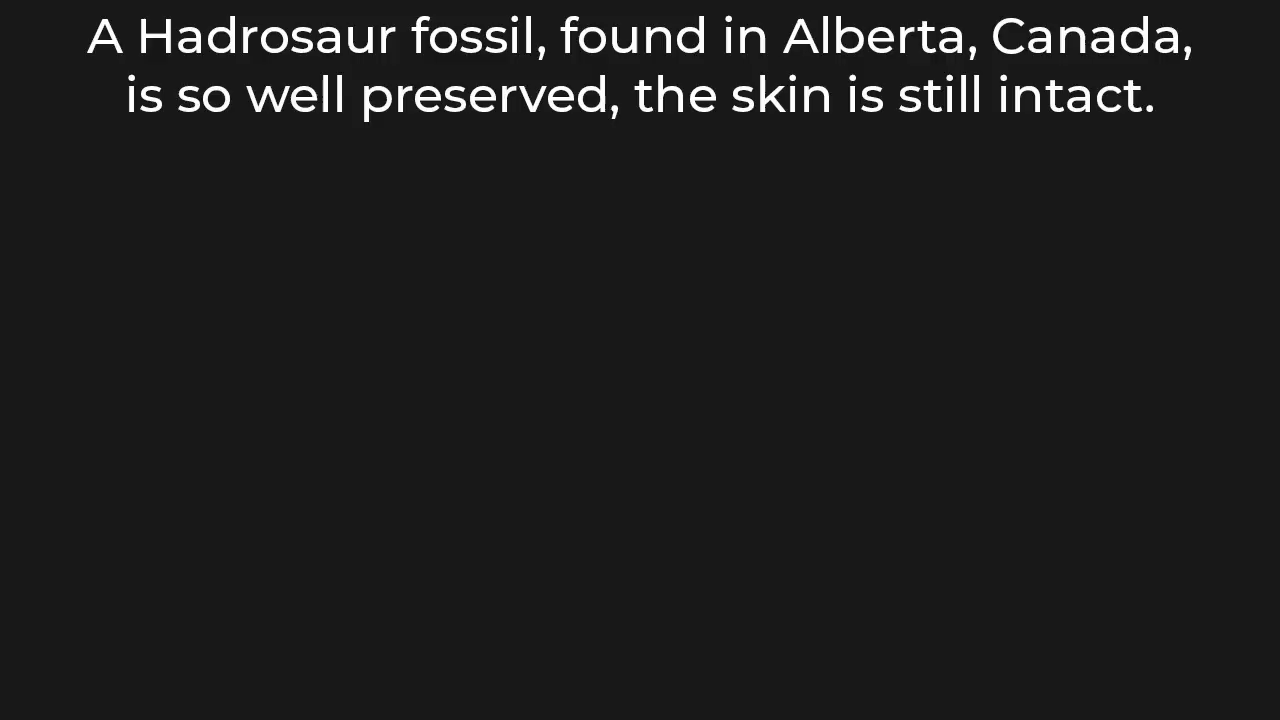 A Hadrosaur fossil, found in Alberta, Canada,
is so well preserved, the skin is still intact.